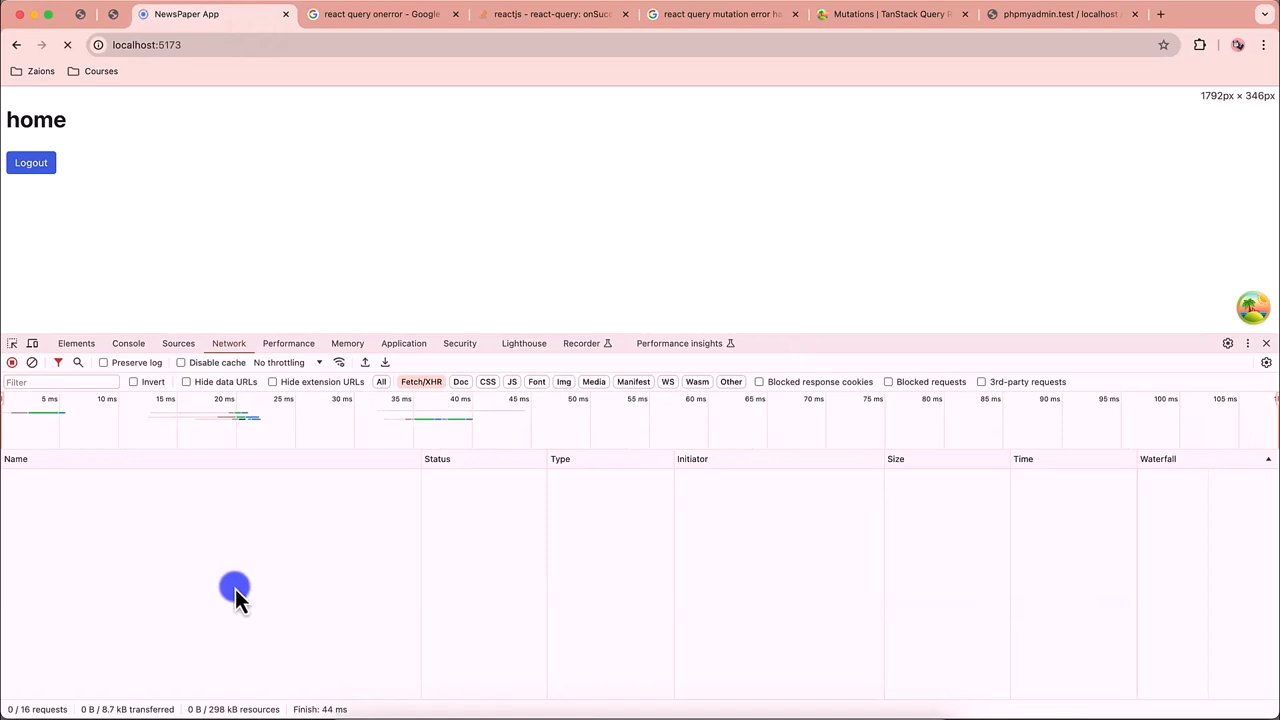 NewsPaper App
react query onerror - Google
reactjs - react-query: onSuc
react query mutation error ha
Mutations | TanStack Query R
phpmyadmin.test / localhost
localhost:5173
Zaions
Courses
1792px × 346px
home
Logout
Elements
Console
Sources
Network
Performance
Memory
Application
Security
Lighthouse
Recorder
Performance insights
Preserve log
Disable cache
No throttling
Filter
Invert
Hide data URLs
Hide extension URLs
All
Fetch/XHR
Doc
CSS
JS
Font
Img
Media
Manifest
WS
Wasm
Other
Blocked response cookies
Blocked requests
3rd-party requests
5 ms
10 ms
15 ms
20 ms
25 ms
30 ms
35 ms
40 ms
45 ms
50 ms
55 ms
60 ms
65 ms
70 ms
75 ms
80 ms
85 ms
90 ms
95 ms
100 ms
105 ms
Name
Status
Type
Initiator
Size
Time
Waterfall
0 / 16 requests
0 B / 8.7 kB transferred
0 B / 298 kB resources
Finish: 44 ms